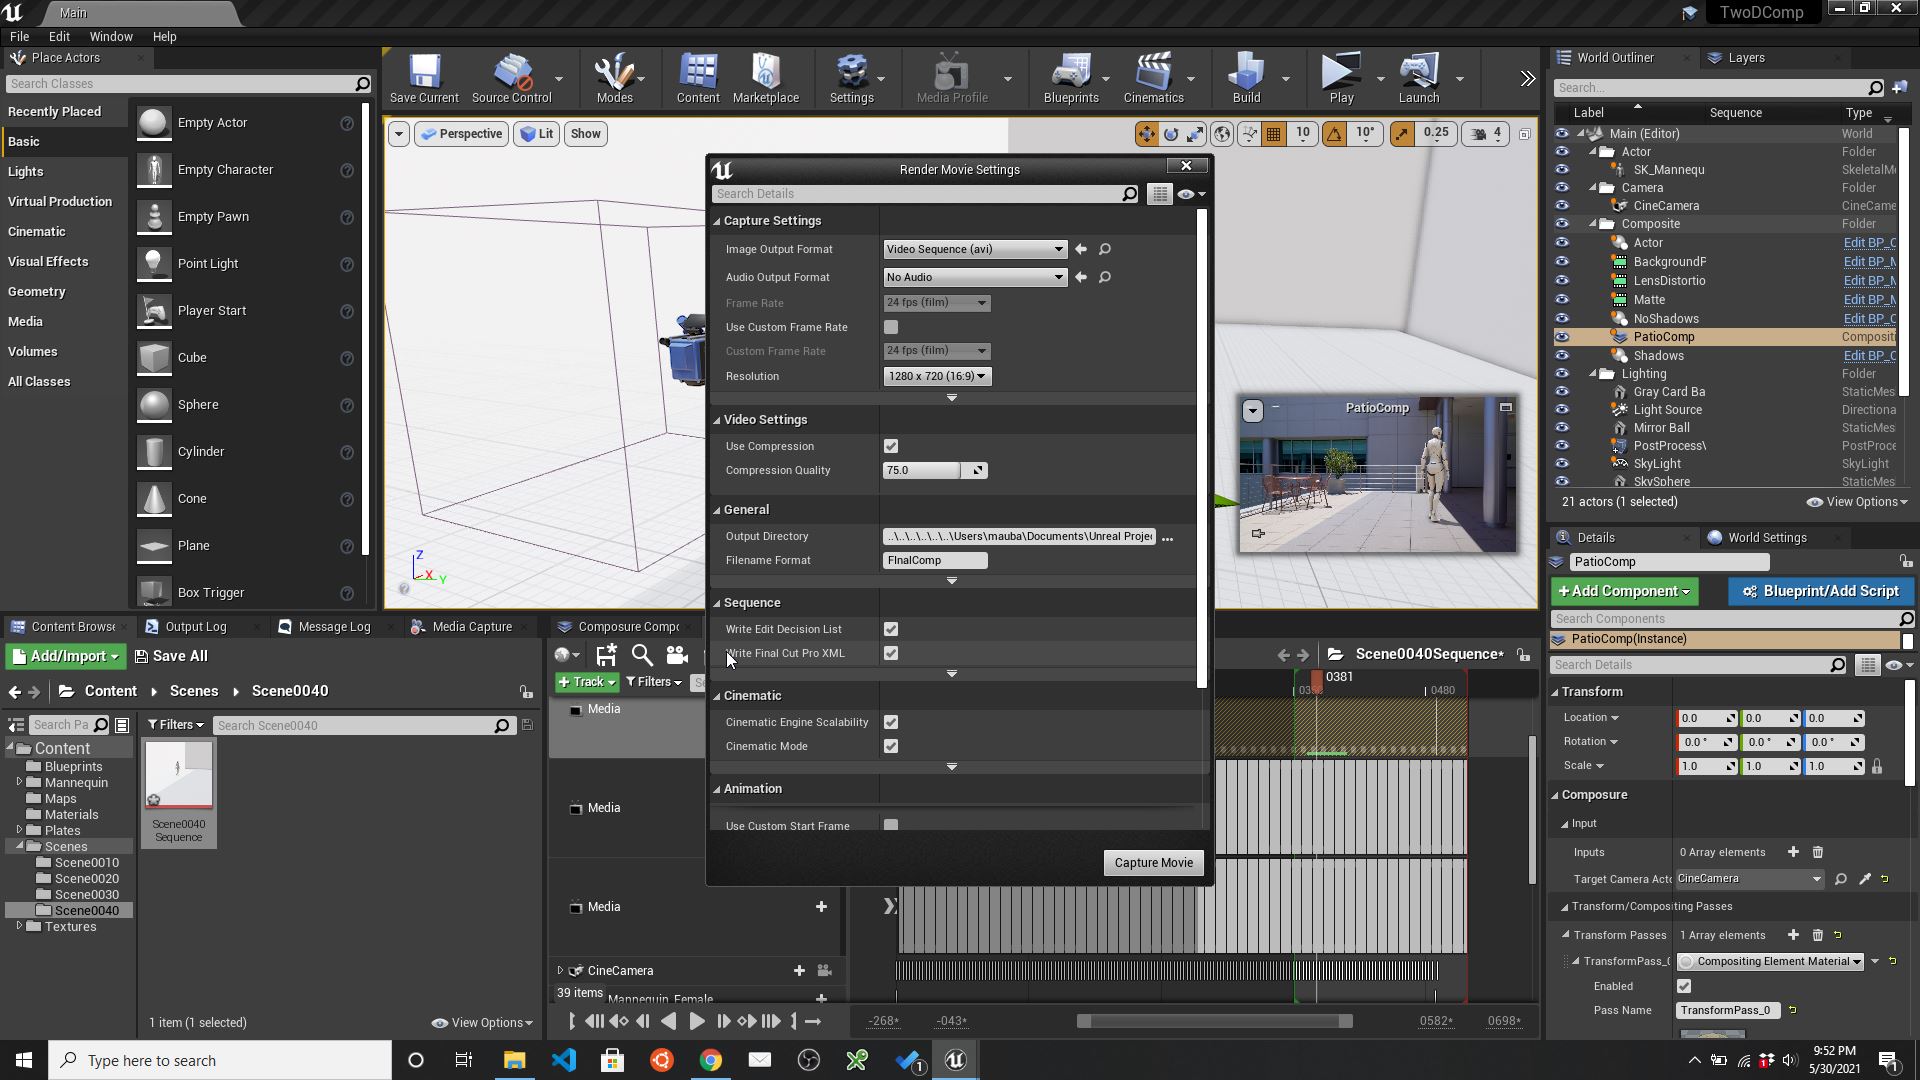 Main
TwoDComp
File Edit Window Help
Place Actors
Search Classes
Recently Placed
Basic
Lights
Virtual Production
Cinematic
Visual Effects
Geometry
Media
Volumes
All Classes
Empty Actor
Empty Character
Empty Pawn
Point Light
Player Start
Cube
Sphere
Cylinder
Cone
Plane
Box Trigger
Save Current Source Control Modes Content Marketplace Settings Media Profile Blueprints Cinematics Build Play Launch
Perspective Lit Show
10 10° 0.25 4
Z
X
Y
PatioComp
Render Movie Settings
Search Details
Capture Settings
Image Output Format Video Sequence (avi)
Audio Output Format No Audio
Frame Rate 24 fps (film)
Use Custom Frame Rate
Custom Frame Rate 24 fps (film)
Resolution 1280 x 720 (16:9)
Video Settings
Use Compression
Compression Quality 75.0
General
Output Directory ..\..\..\..\..\..\Users\mauba\Documents\Unreal Projec
Filename Format FInalComp
Sequence
Write Edit Decision List
Write Final Cut Pro XML
Cinematic
Cinematic Engine Scalability
Cinematic Mode
Animation
Use Custom Start Frame
Capture Movie
World Outliner Layers
Search...
Label Sequence Type
Main (Editor) World
Actor Folder
SK_Mannequ SkeletalMe
Camera Folder
CineCamera CineCame
Composite Folder
Actor Edit BP_C
BackgroundP Edit BP_M
LensDistortio Edit BP_M
Matte Edit BP_M
NoShadows Edit BP_C
PatioComp Compositi
Shadows Edit BP_C
Lighting Folder
Gray Card Ba StaticMes
Light Source Directiona
Mirror Ball StaticMes
PostProcessV PostProce
SkyLight SkyLight
SkySphere StaticMes
21 actors (1 selected) View Options
Details World Settings
PatioComp
+Add Component Blueprint/Add Script
Search Components
PatioComp(Instance)
Search Details
Transform
Location 0.0 0.0 0.0
Rotation 0.0 ° 0.0 ° 0.0 °
Scale 1.0 1.0 1.0
Composure
Input
Inputs 0 Array elements
Target Camera Acto CineCamera
Transform/Compositing Passes
Transform Passes 1 Array elements
TransformPass_( Compositing Element Material
Enabled
Pass Name TransformPass_0
Content Browse Output Log Message Log Media Capture
Add/Import Save All
Content Scenes Scene0040
Search Pa Filters Search Scene0040
Content
Blueprints
Mannequin
Maps
Materials
Plates
Scenes
Scene0010
Scene0020
Scene0030
Scene0040
Textures
Scene0040
Sequence
1 item (1 selected) View Options
Composure Compo
Scene0040Sequence*
+ Track Filters
0381
0480
Media
Media
Media
CineCamera
Mannequin_Female
39 items
-268* -043* 0582* 0698*
Type here to search
1
1
9:52 PM
5/30/2021
1